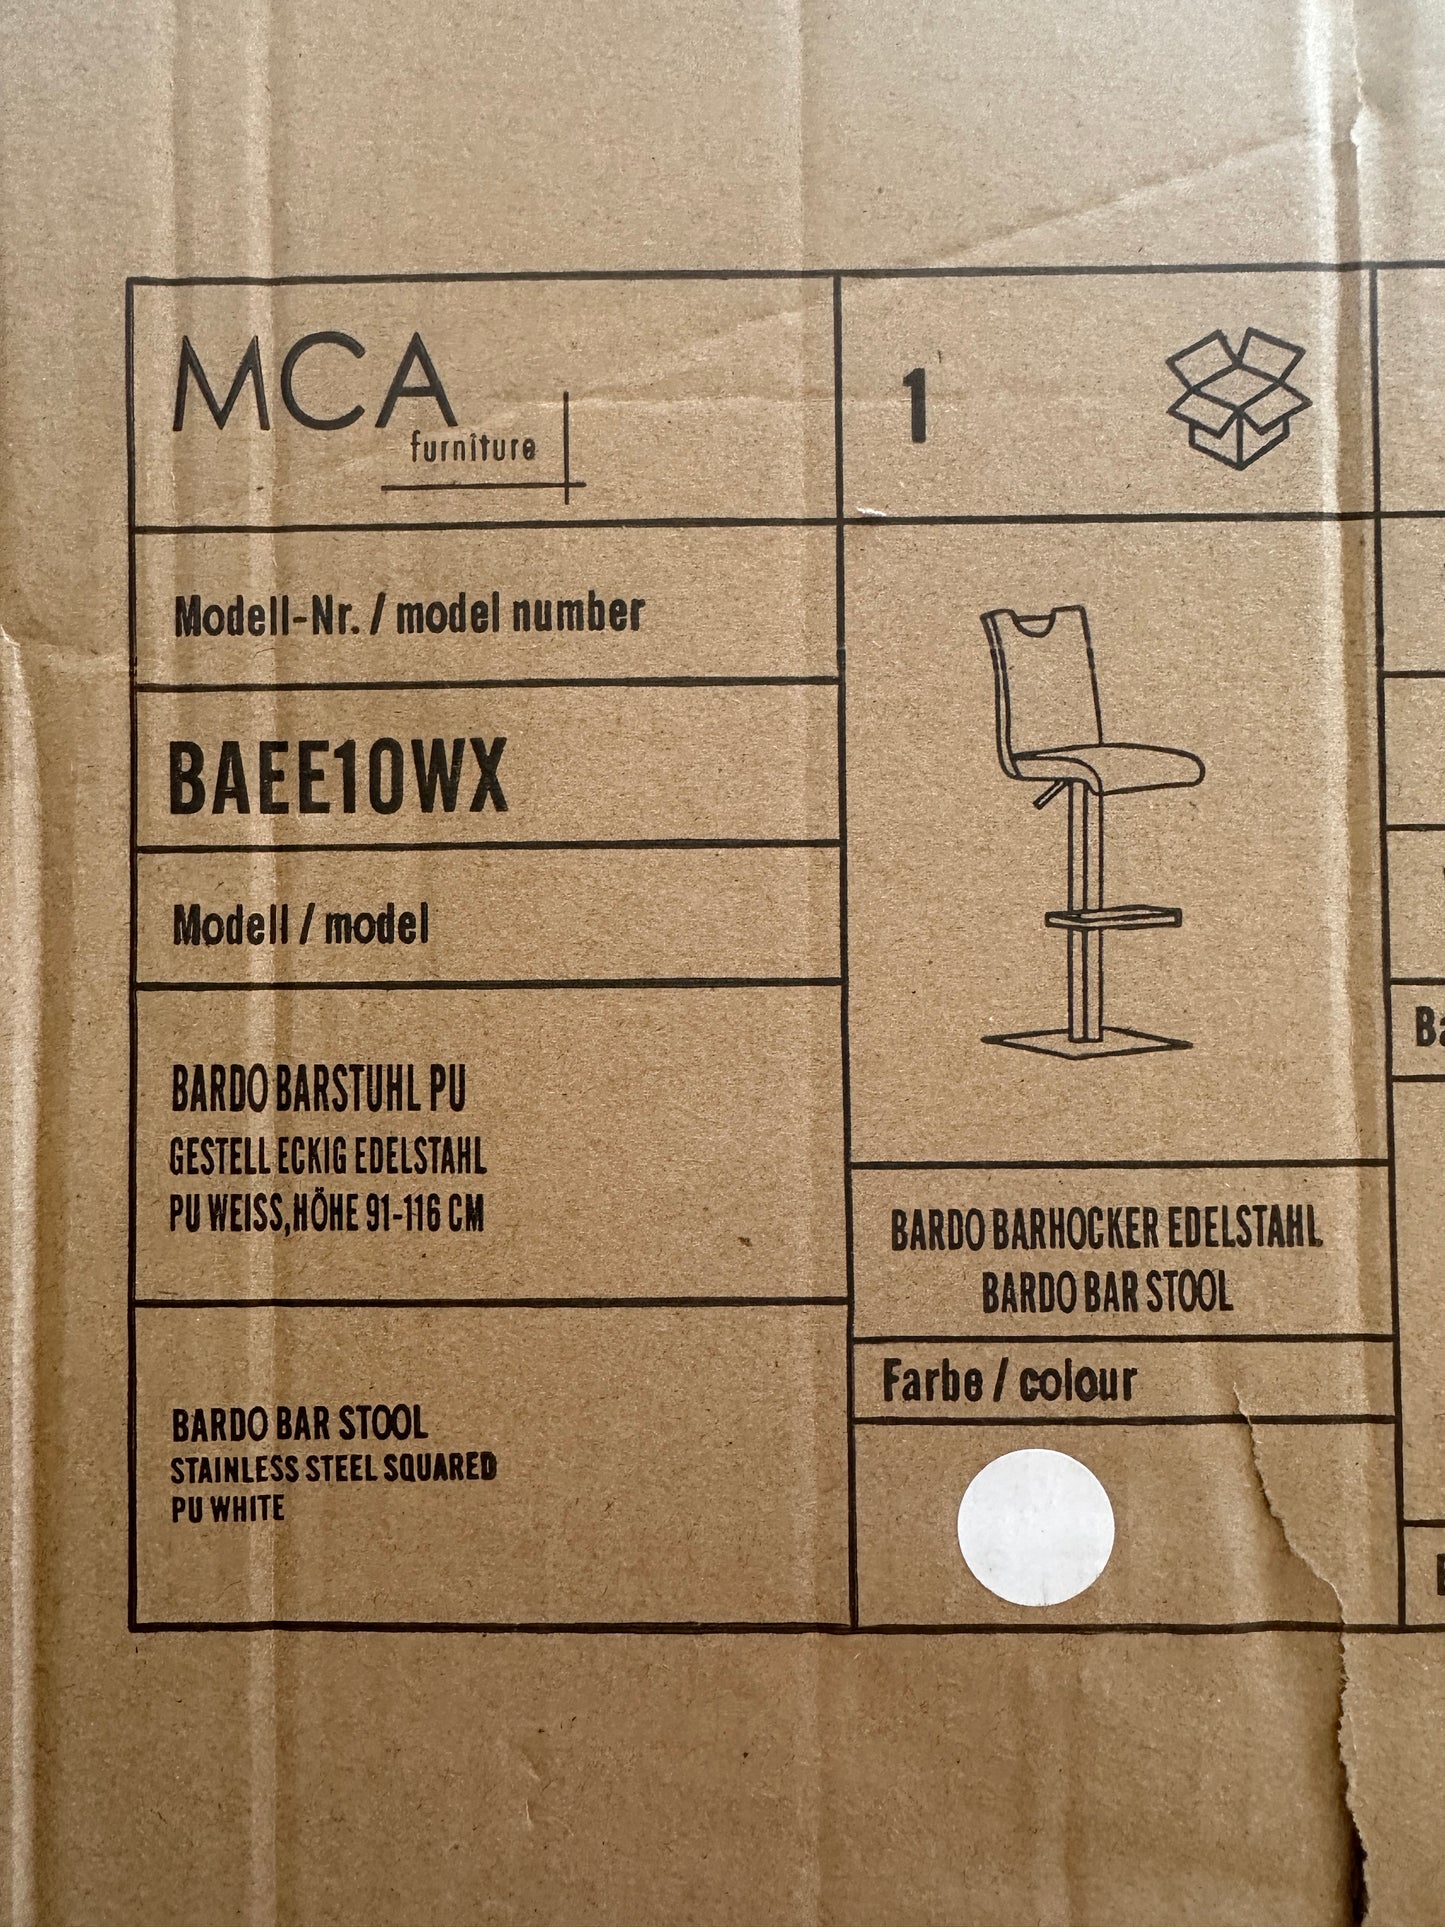 MCA
furniture
1
Modell-Nr. / model number
BAEE10WX
Modell / model
BARDO BARSTUHL PU
GESTELL ECKIG EDELSTAHL
PU WEISS,HÖHE 91-116 CM
BARDO BAR STOOL
STAINLESS STEEL SQUARED
PU WHITE
BARDO BARHOCKER EDELSTAHL
BARDO BAR STOOL
Farbe / colour